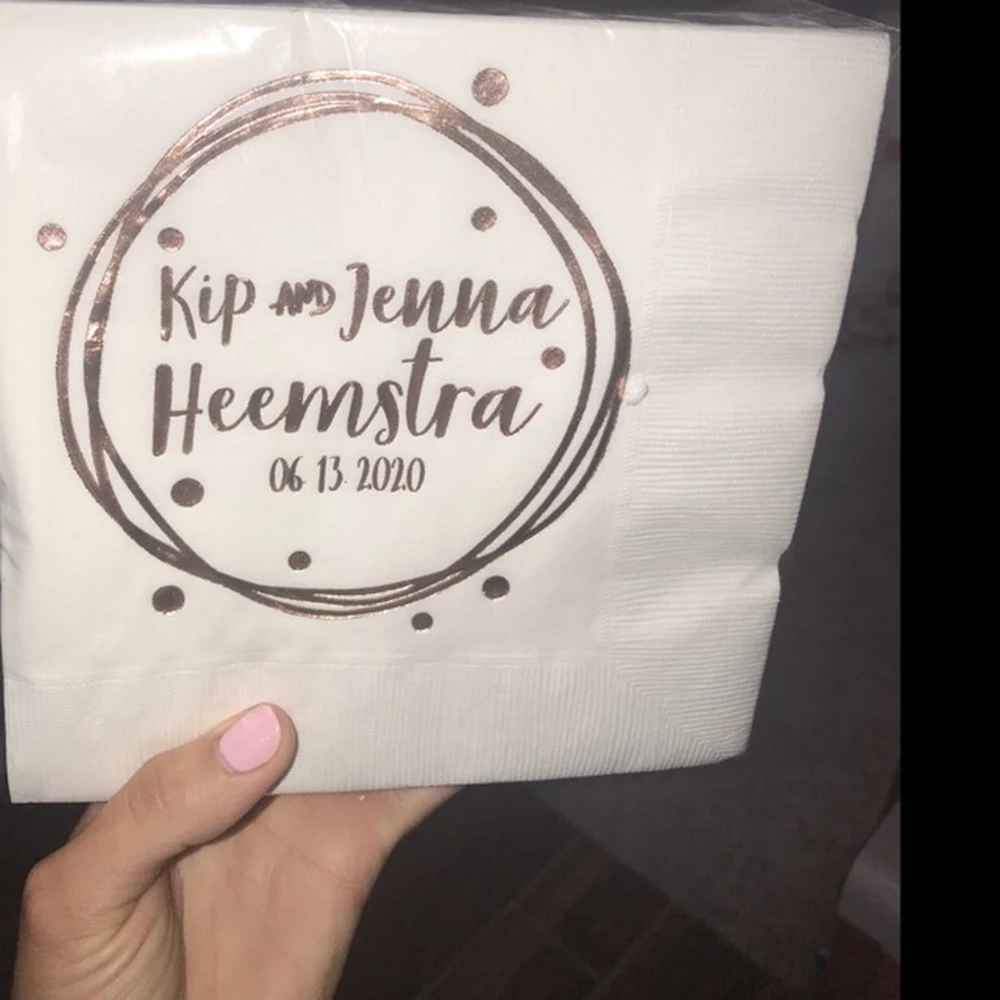 Kip AND Jenna
Heemstra
06 13 2020